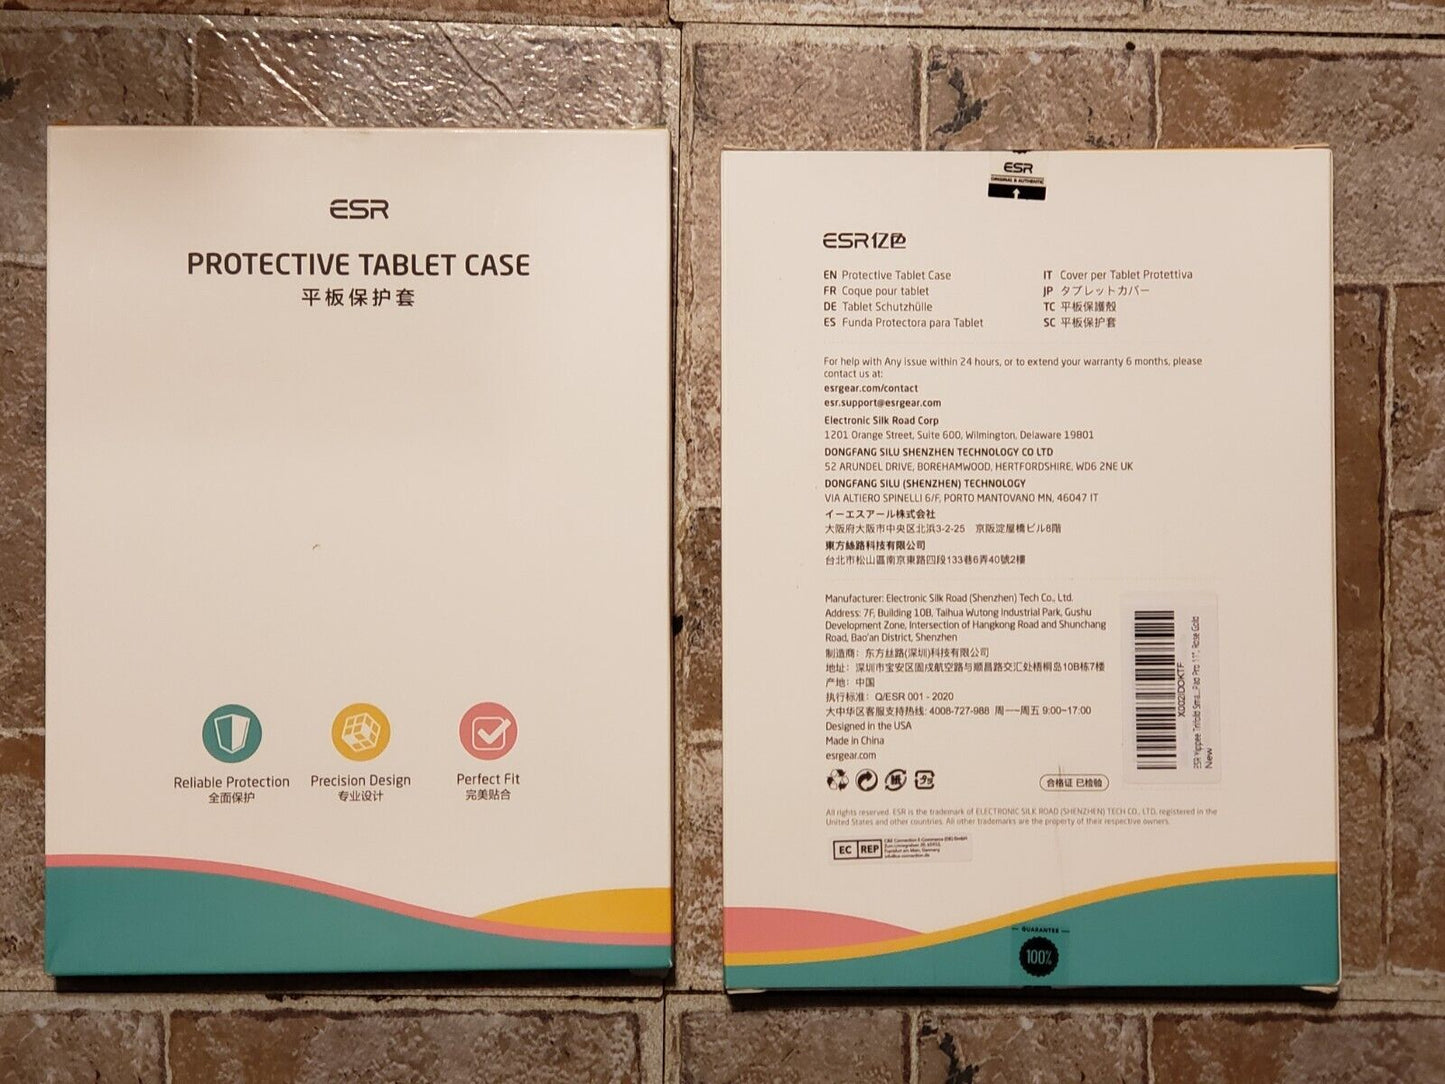 ESR
PROTECTIVE TABLET CASE
平板保护套
Reliable Protection
全面保护
Precision Design
专业设计
Perfect Fit
完美贴合
ESR
ORIGINAL & AUTHENTIC
ESR亿色
EN Protective Tablet Case
FR Coque pour tablet
DE Tablet Schutzhülle
ES Funda Protectora para Tablet
IT Cover per Tablet Protettiva
JP タブレットカバー
TC 平板保護殼
SC 平板保护套
For help with Any issue within 24 hours, or to extend your warranty 6 months, please
contact us at:
esrgear.com/contact
esr.support@esrgear.com
Electronic Silk Road Corp
1201 Orange Street, Suite 600, Wilmington, Delaware 19801
DONGFANG SILU SHENZHEN TECHNOLOGY CO LTD
52 ARUNDEL DRIVE, BOREHAMWOOD, HERTFORDSHIRE, WD6 2NE UK
DONGFANG SILU (SHENZHEN) TECHNOLOGY
VIA ALTIERO SPINELLI 6/F, PORTO MANTOVANO MN, 46047 IT
イーエスアール株式会社
大阪府大阪市中央区北浜3-2-25 京阪淀屋橋ビル8階
東方絲路科技有限公司
台北市松山區南京東路四段133巷6弄40號2樓
Manufacturer: Electronic Silk Road (Shenzhen) Tech Co., Ltd.
Address: 7F, Building 10B, Taihua Wutong Industrial Park, Gushu
Development Zone, Intersection of Hangkong Road and Shunchang
Road, Bao'an District, Shenzhen
制造商: 东方丝路(深圳)科技有限公司
地址: 深圳市宝安区固戍航空路与顺昌路交汇处梧桐岛10B栋7楼
产地: 中国
执行标准: Q/ESR 001 - 2020
大中华区客服支持热线: 4008-727-988 周一~周五 9:00~17:00
Designed in the USA
Made in China
esrgear.com
合格证 已检验
X002IDOKTF
ESR Yippee Trifold Sma...Pad Pro 11", Rose Gold
New
All rights reserved. ESR is the trademark of ELECTRONIC SILK ROAD (SHENZHEN) TECH CO., LTD, registered in the
United States and other countries. All other trademarks are the property of their respective owners.
EC REP
GUARANTEE
100%